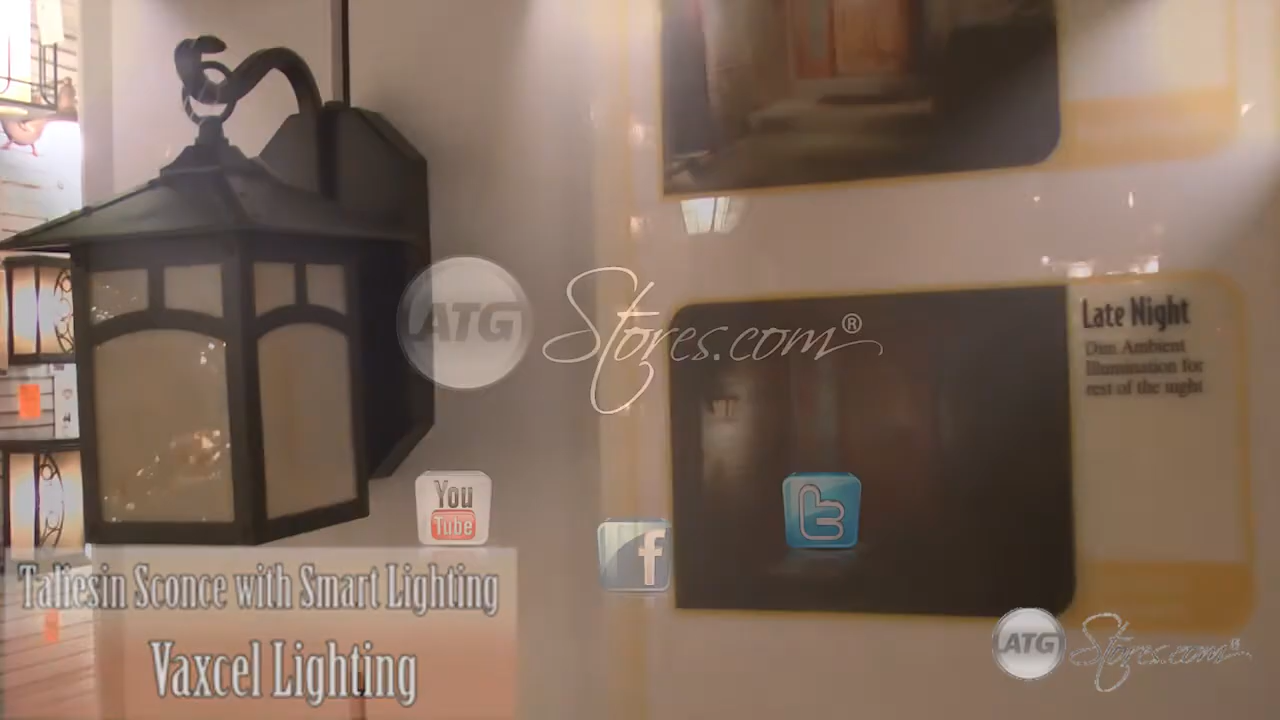 ATG Stores.com®
Late Night
Dim Ambient
Illumination for
rest of the night
You
Tube
f
t
Taliesin Sconce with Smart Lighting
Vaxcel Lighting
ATG Stores.com®